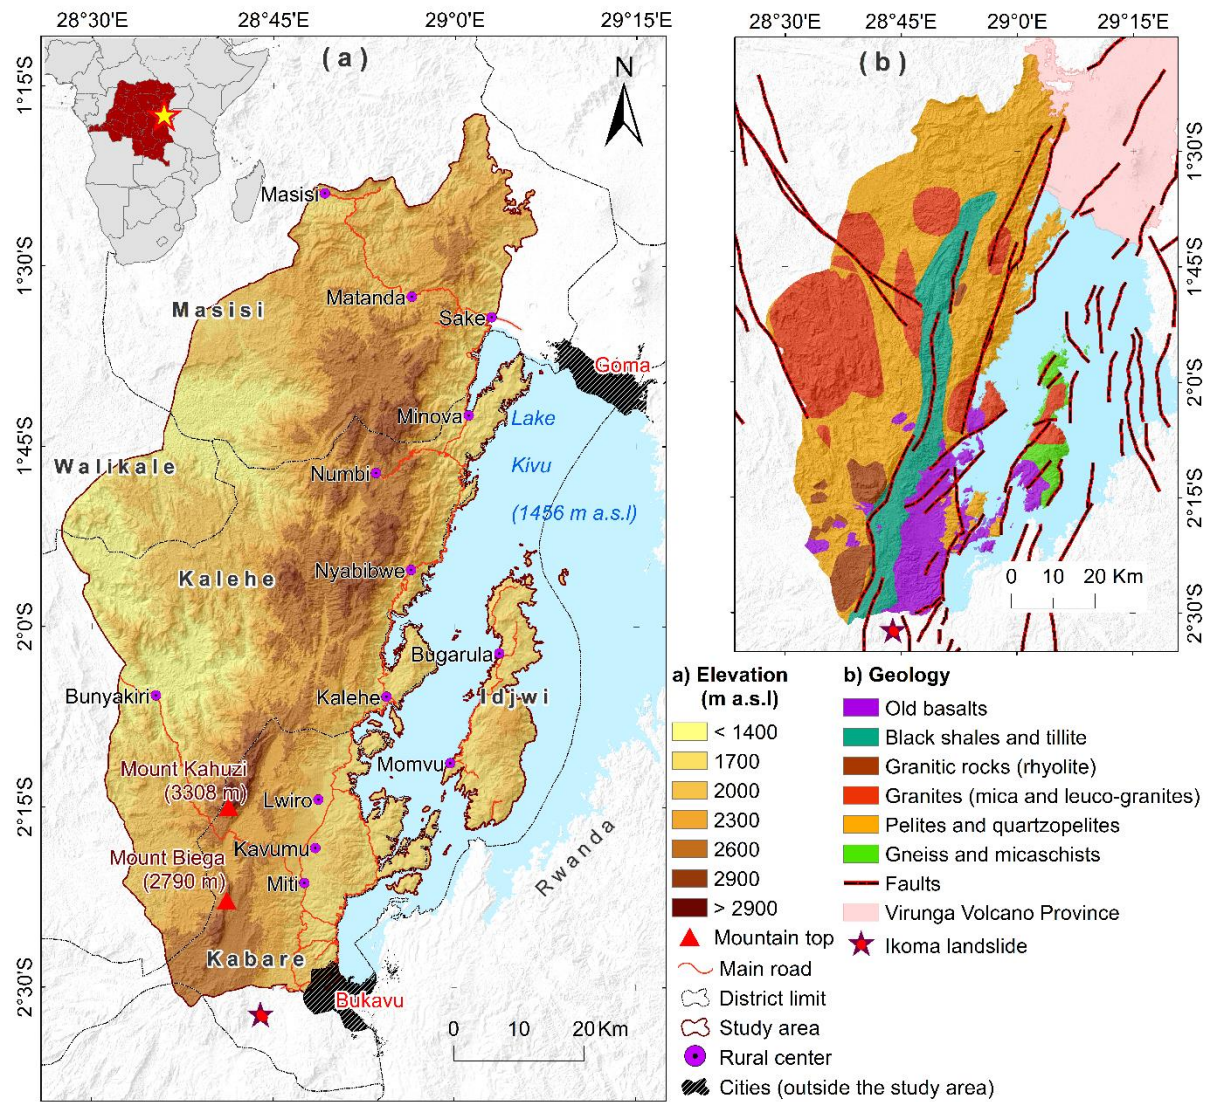 28°30'E 28°45'E 29°0'E 29°15'E
( a )
N
1°15'S
1°30'S
1°45'S
2°0'S
2°15'S
2°30'S
Masisi
Matanda
Masisi
Sake
Goma
Minova
Lake
Kivu
(1456 m a.s.l)
Walikale
Numbi
Kalehe
Nyabibwe
Bugarula
Bunyakiri
Kalehe
Idjwi
Mount Kahuzi
(3308 m)
Momvu
Lwiro
Kavumu
Mount Biega
(2790 m)
Miti
Rwanda
Kabare
Bukavu
0 10 20 Km
28°30'E 28°45'E 29°0'E 29°15'E
( b )
1°30'S
1°45'S
2°0'S
2°15'S
2°30'S
0 10 20 Km
a) Elevation
(m a.s.l)
< 1400
1700
2000
2300
2600
2900
> 2900
Mountain top
Main road
District limit
Study area
Rural center
Cities (outside the study area)
b) Geology
Old basalts
Black shales and tillite
Granitic rocks (rhyolite)
Granites (mica and leuco-granites)
Pelites and quartzopelites
Gneiss and micaschists
Faults
Virunga Volcano Province
Ikoma landslide